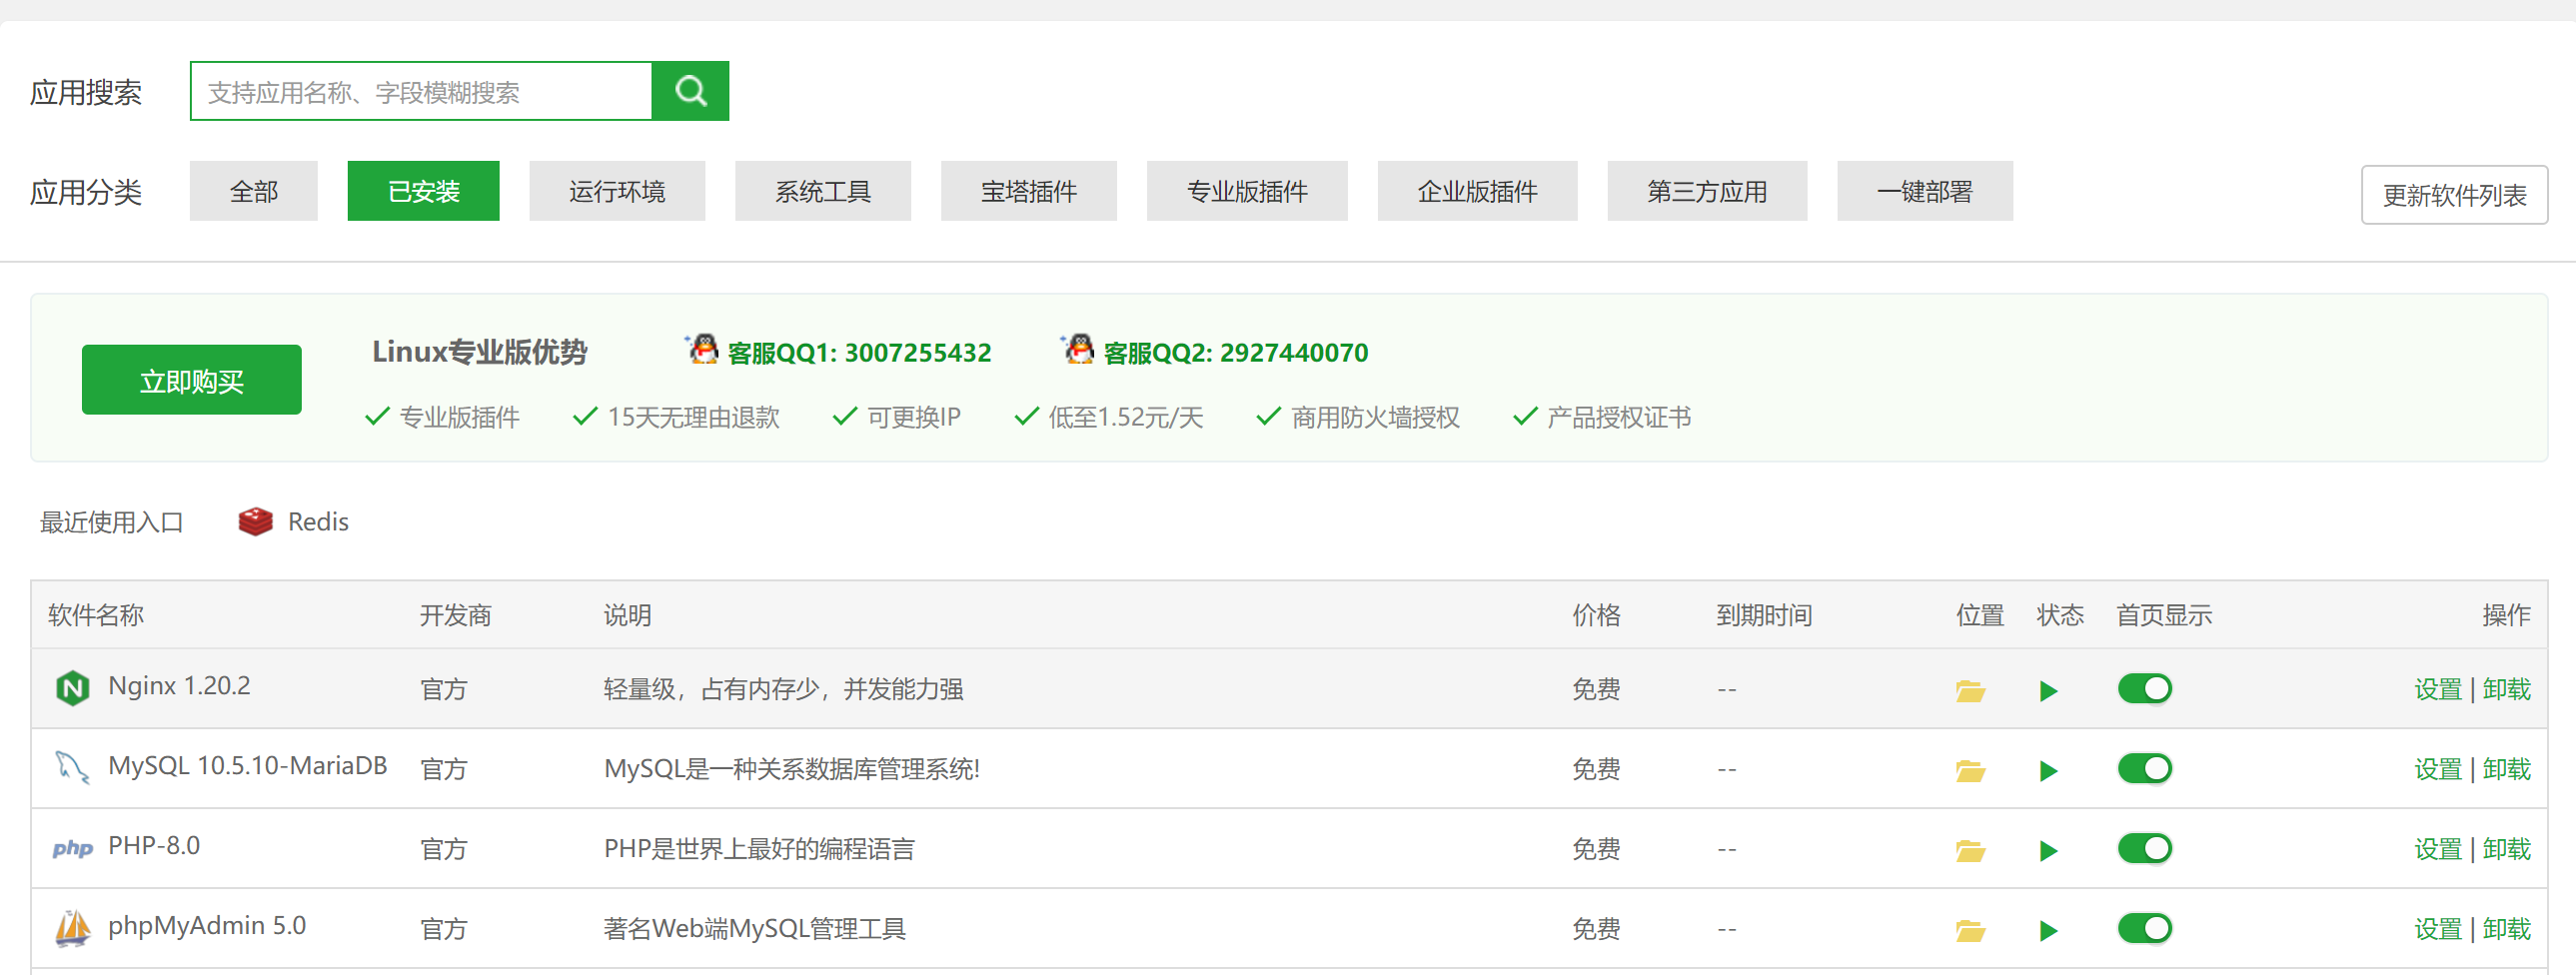 应用搜索 支持应用名称、字段模糊搜索
应用分类 全部 已安装 运行环境 系统工具 宝塔插件 专业版插件 企业版插件 第三方应用 一键部署 更新软件列表
立即购买 Linux专业版优势 客服QQ1: 3007255432 客服QQ2: 2927440070
专业版插件 15天无理由退款 可更换IP 低至1.52元/天 商用防火墙授权 产品授权证书
最近使用入口 Redis
软件名称 开发商 说明 价格 到期时间 位置 状态 首页显示 操作
Nginx 1.20.2 官方 轻量级，占有内存少，并发能力强 免费 -- 设置 | 卸载
MySQL 10.5.10-MariaDB 官方 MySQL是一种关系数据库管理系统! 免费 -- 设置 | 卸载
php PHP-8.0 官方 PHP是世界上最好的编程语言 免费 -- 设置 | 卸载
phpMyAdmin 5.0 官方 著名Web端MySQL管理工具 免费 -- 设置 | 卸载